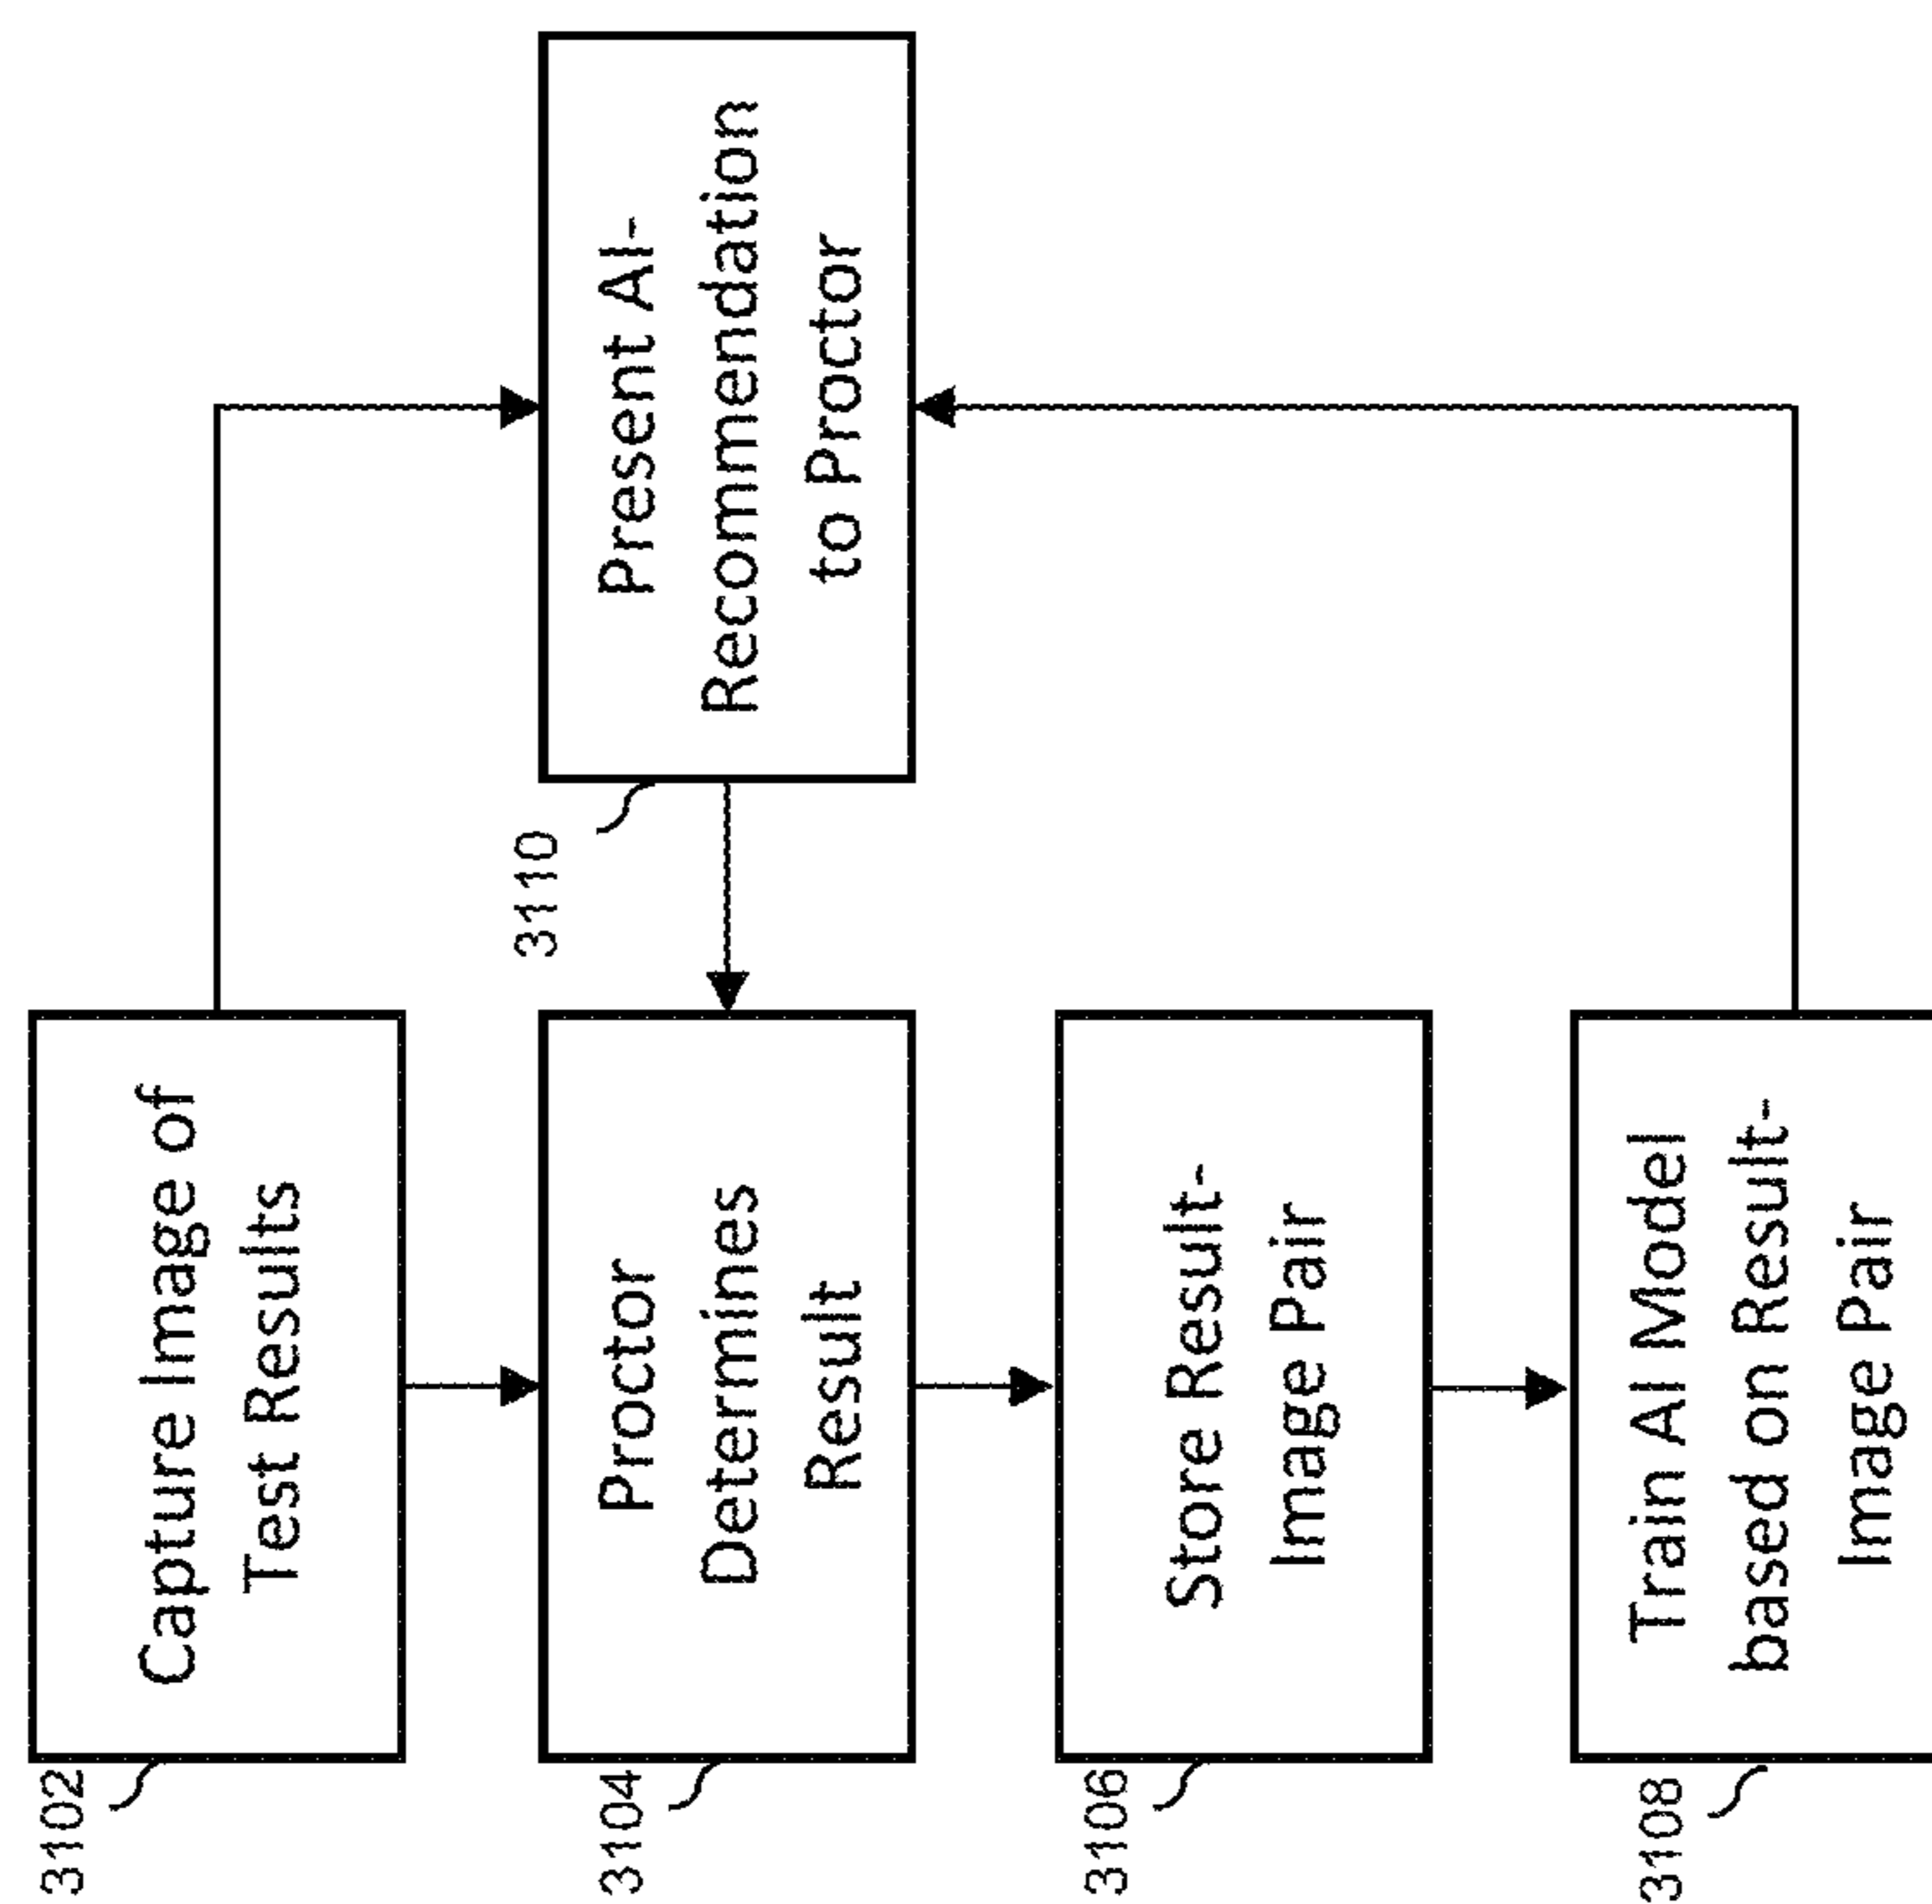 3102
Capture Image of
Test Results
3104
Proctor
Determines
Result
3106
Store Result-
Image Pair
3108
Train AI Model
based on Result-
Image Pair
3110
Present AI-
Recommendation
to Proctor